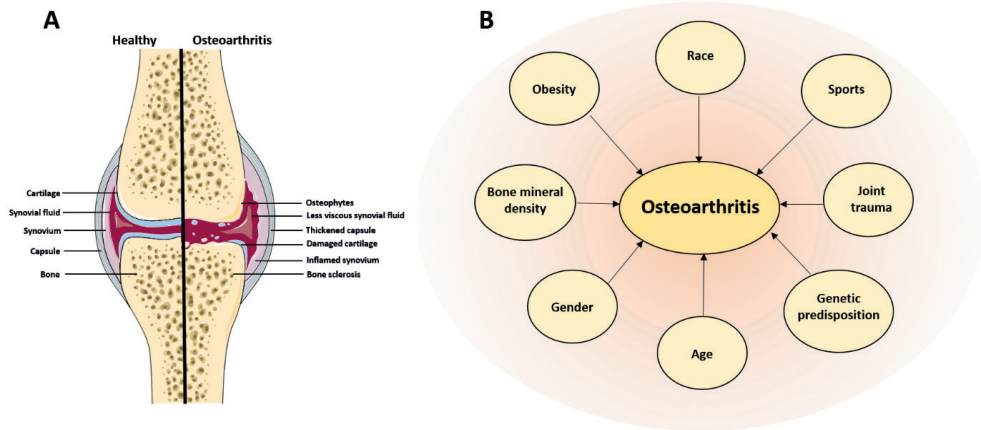 A
Healthy
Osteoarthritis
Cartilage
Synovial fluid
Synovium
Capsule
Bone
Osteophytes
Less viscous synovial fluid
Thickened capsule
Damaged cartilage
Inflamed synovium
Bone sclerosis
B
Race
Obesity
Sports
Bone mineral
density
Osteoarthritis
Joint
trauma
Gender
Genetic
predisposition
Age